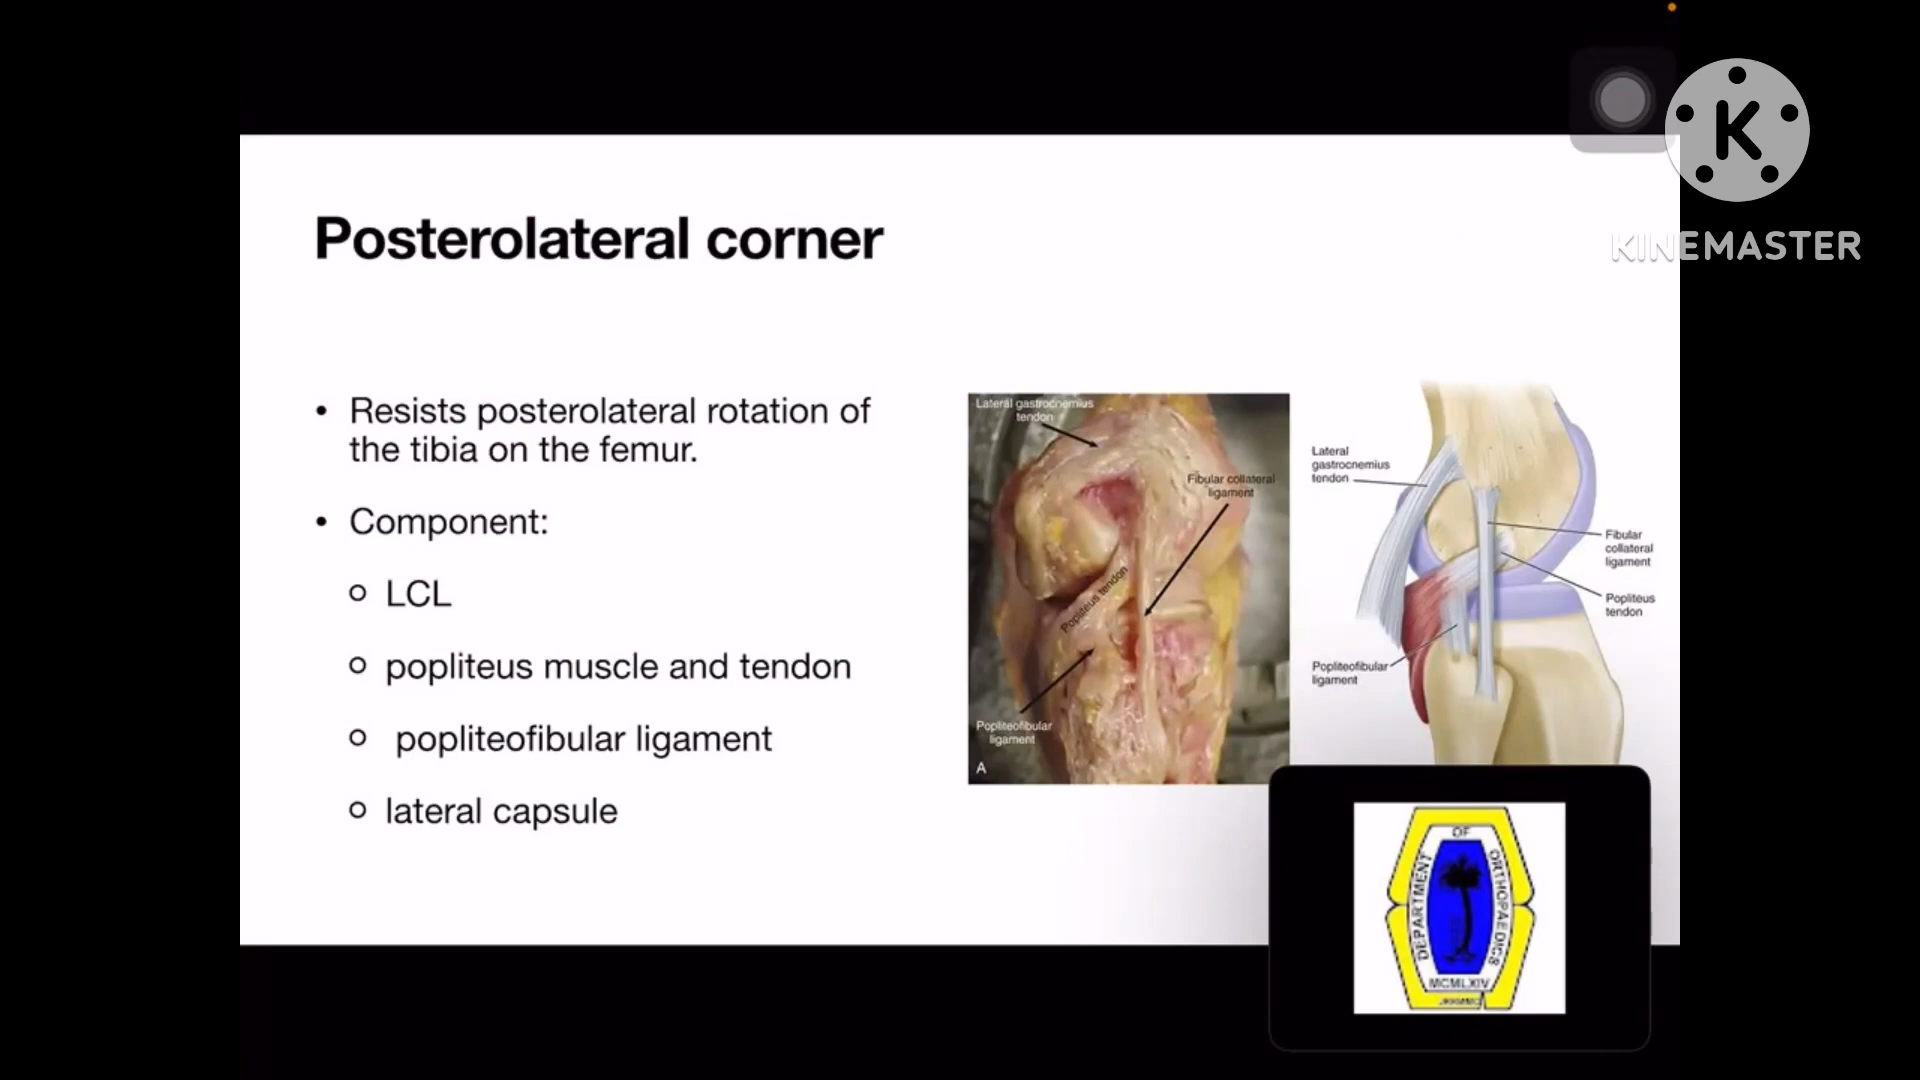 KINEMASTER
Posterolateral corner
• Resists posterolateral rotation of
the tibia on the femur.
• Component:
○ LCL
○ popliteus muscle and tendon
○ popliteofibular ligament
○ lateral capsule
Lateral gastrocnemius
tendon
Fibular collateral
ligament
Popliteus tendon
Popliteofibular
ligament
A
Lateral
gastrocnemius
tendon
Fibular
collateral
ligament
Popliteus
tendon
Popliteofibular
ligament
DEPARTMENT
OF
ORTHOPAEDICS
MCMLXIV